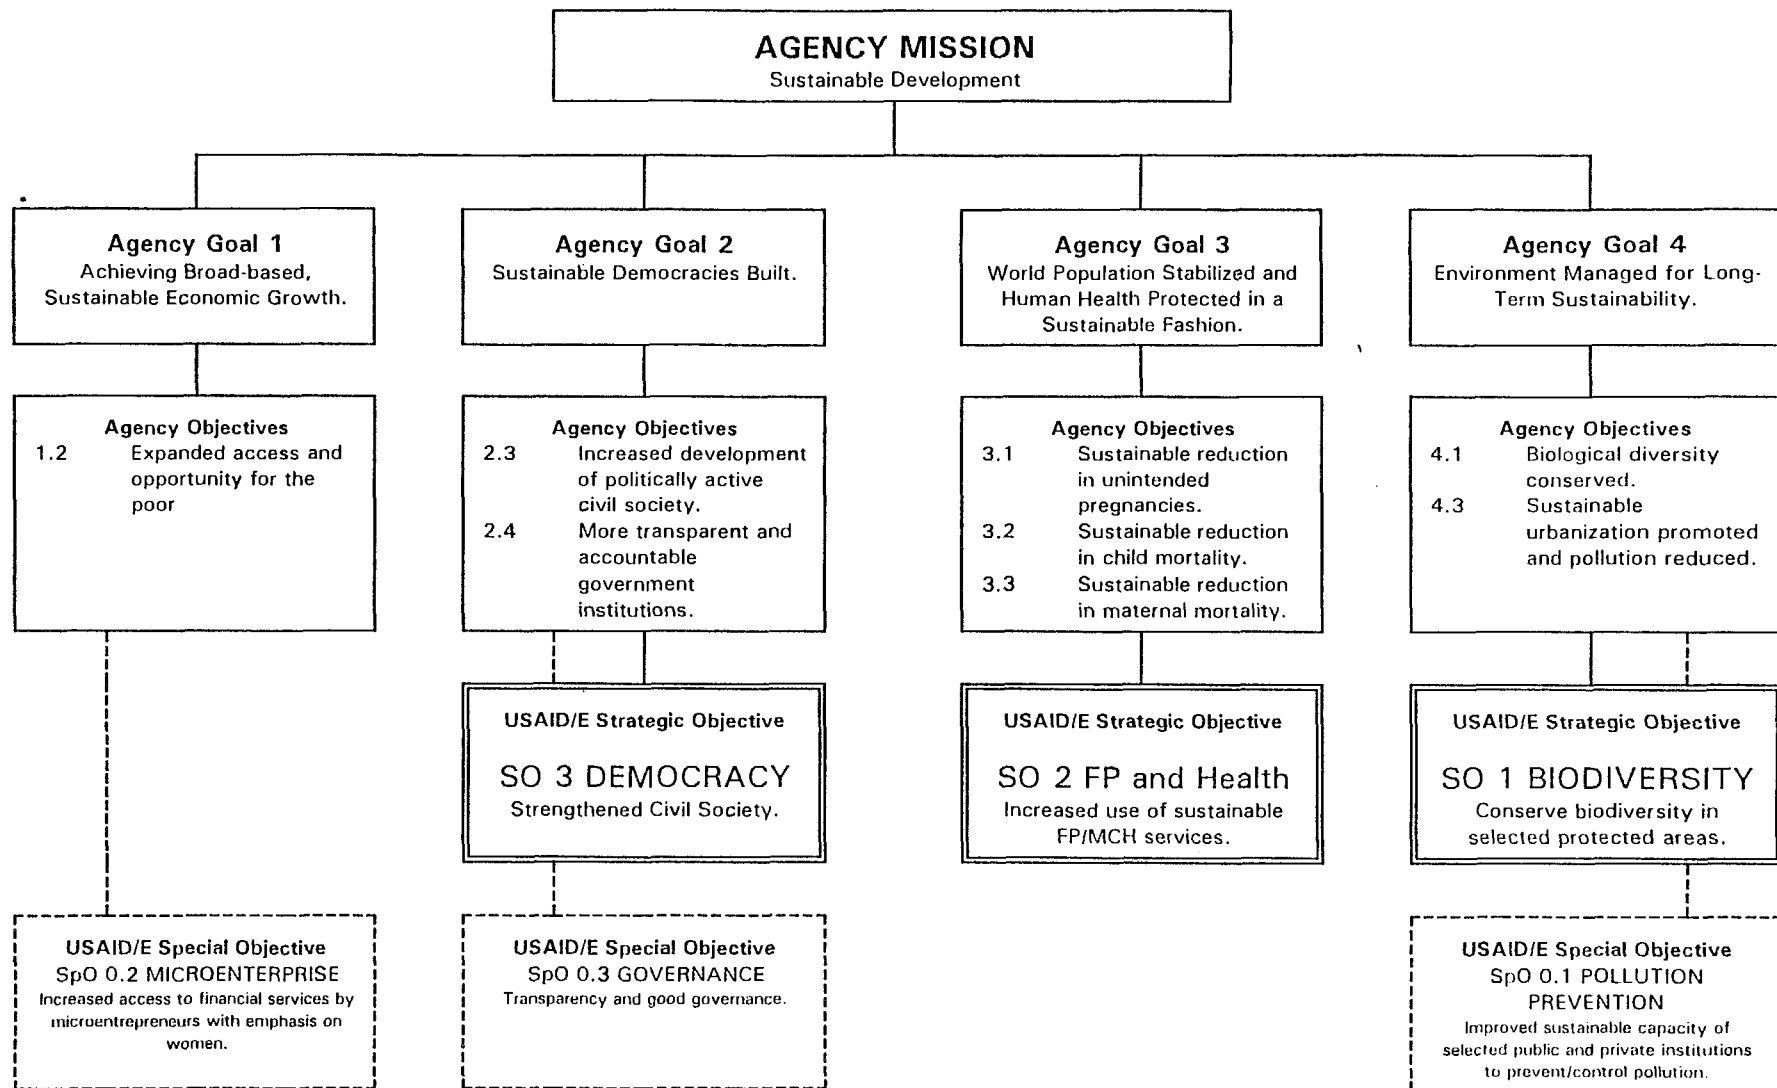 AGENCY MISSION
Sustainable Development
Agency Goal 1
Achieving Broad-based,
Sustainable Economic Growth.
Agency Goal 2
Sustainable Democracies Built.
Agency Goal 3
World Population Stabilized and
Human Health Protected in a
Sustainable Fashion.
Agency Goal 4
Environment Managed for Long-
Term Sustainability.
Agency Objectives
1.2 Expanded access and
opportunity for the
poor
Agency Objectives
2.3 Increased development
of politically active
civil society.
2.4 More transparent and
accountable
government
institutions.
Agency Objectives
3.1 Sustainable reduction
in unintended
pregnancies.
3.2 Sustainable reduction
in child mortality.
3.3 Sustainable reduction
in maternal mortality.
Agency Objectives
4.1 Biological diversity
conserved.
4.3 Sustainable
urbanization promoted
and pollution reduced.
USAID/E Strategic Objective
SO 3 DEMOCRACY
Strengthened Civil Society.
USAID/E Strategic Objective
SO 2 FP and Health
Increased use of sustainable
FP/MCH services.
USAID/E Strategic Objective
SO 1 BIODIVERSITY
Conserve biodiversity in
selected protected areas.
USAID/E Special Objective
SpO 0.2 MICROENTERPRISE
Increased access to financial services by
microentrepreneurs with emphasis on
women.
USAID/E Special Objective
SpO 0.3 GOVERNANCE
Transparency and good governance.
USAID/E Special Objective
SpO 0.1 POLLUTION
PREVENTION
Improved sustainable capacity of
selected public and private institutions
to prevent/control pollution.